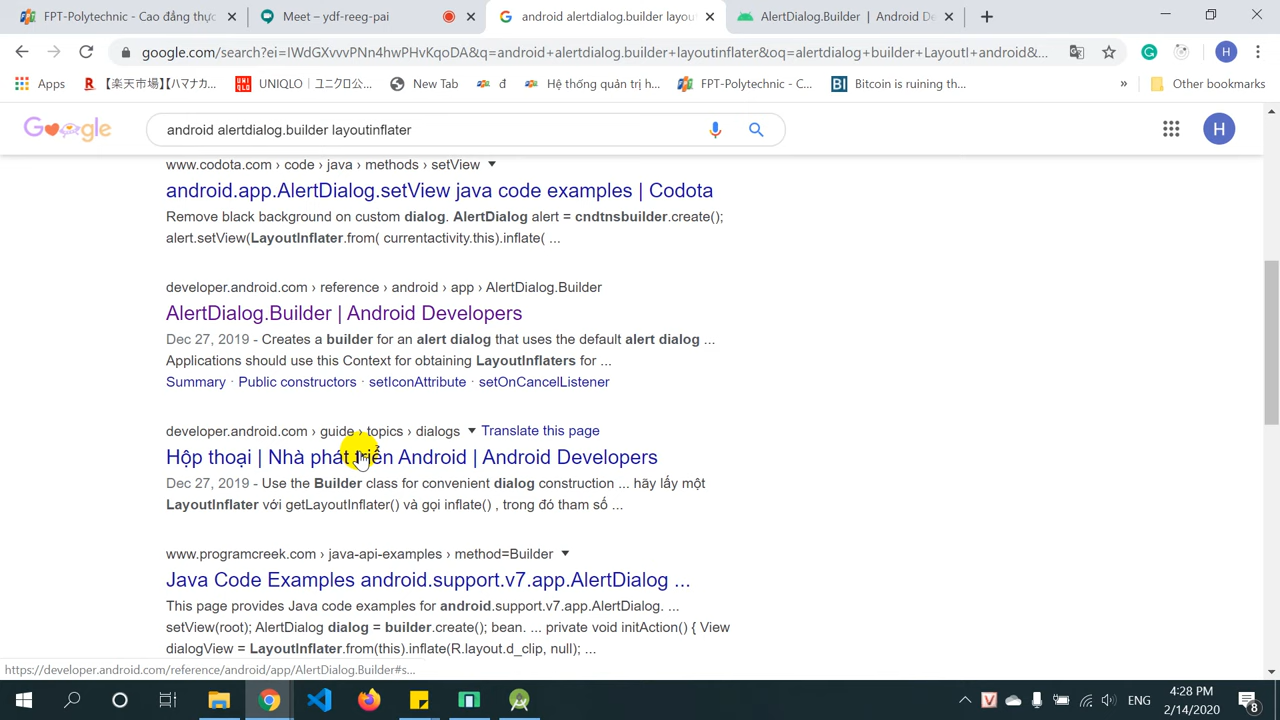 FPT-Polytechnic - Cao đẳng thực
Meet – ydf-reeg-pai
android alertdialog.builder layou
AlertDialog.Builder | Android De
google.com/search?ei=IWdGXvvvPNn4hwPHvKqoDA&q=android+alertdialog.builder+layoutinflater&oq=alertdialog+builder+LayoutI+android&...
H
Apps
【楽天市場】【ハマナカ...
UNIQLO｜ユニクロ公...
New Tab
đ
Hệ thống quản trị h...
FPT-Polytechnic - C...
BI
Bitcoin is ruining th...
»
Other bookmarks
Google
android alertdialog.builder layoutinflater
H
www.codota.com › code › java › methods › setView
android.app.AlertDialog.setView java code examples | Codota
Remove black background on custom dialog. AlertDialog alert = cndtnsbuilder.create();
alert.setView(LayoutInflater.from( currentactivity.this).inflate( ...
developer.android.com › reference › android › app › AlertDialog.Builder
AlertDialog.Builder | Android Developers
Dec 27, 2019 - Creates a builder for an alert dialog that uses the default alert dialog ...
Applications should use this Context for obtaining LayoutInflaters for ...
Summary · Public constructors · setIconAttribute · setOnCancelListener
developer.android.com › guide › topics › dialogs Translate this page
Hộp thoại | Nhà phát triển Android | Android Developers
Dec 27, 2019 - Use the Builder class for convenient dialog construction ... hãy lấy một
LayoutInflater với getLayoutInflater() và gọi inflate() , trong đó tham số ...
www.programcreek.com › java-api-examples › method=Builder
Java Code Examples android.support.v7.app.AlertDialog ...
This page provides Java code examples for android.support.v7.app.AlertDialog. ...
setView(root); AlertDialog dialog = builder.create(); bean. ... private void initAction() { View
dialogView = LayoutInflater.from(this).inflate(R.layout.d_clip, null); ...
https://developer.android.com/reference/android/app/AlertDialog.Builder#s...
ENG
4:28 PM
2/14/2020
8